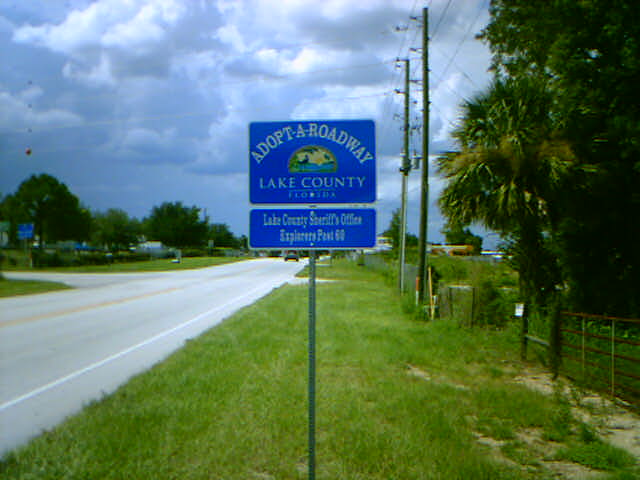 ADOPT-A-ROADWAY
LAKE COUNTY
FLORIDA
Lake County Sheriff's Office
Explorers Post 60